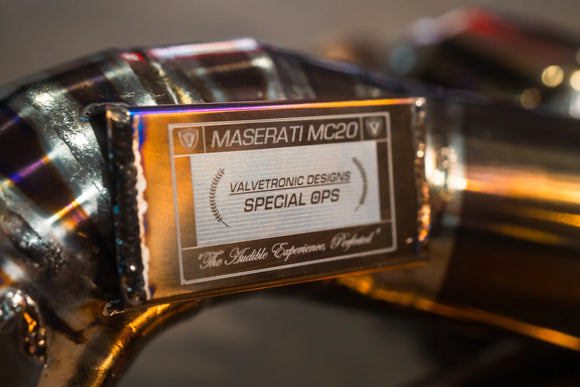 MASERATI MC20
VALVETRONIC DESIGNS
SPECIAL OPS
"The Audible Experience, Perfected"